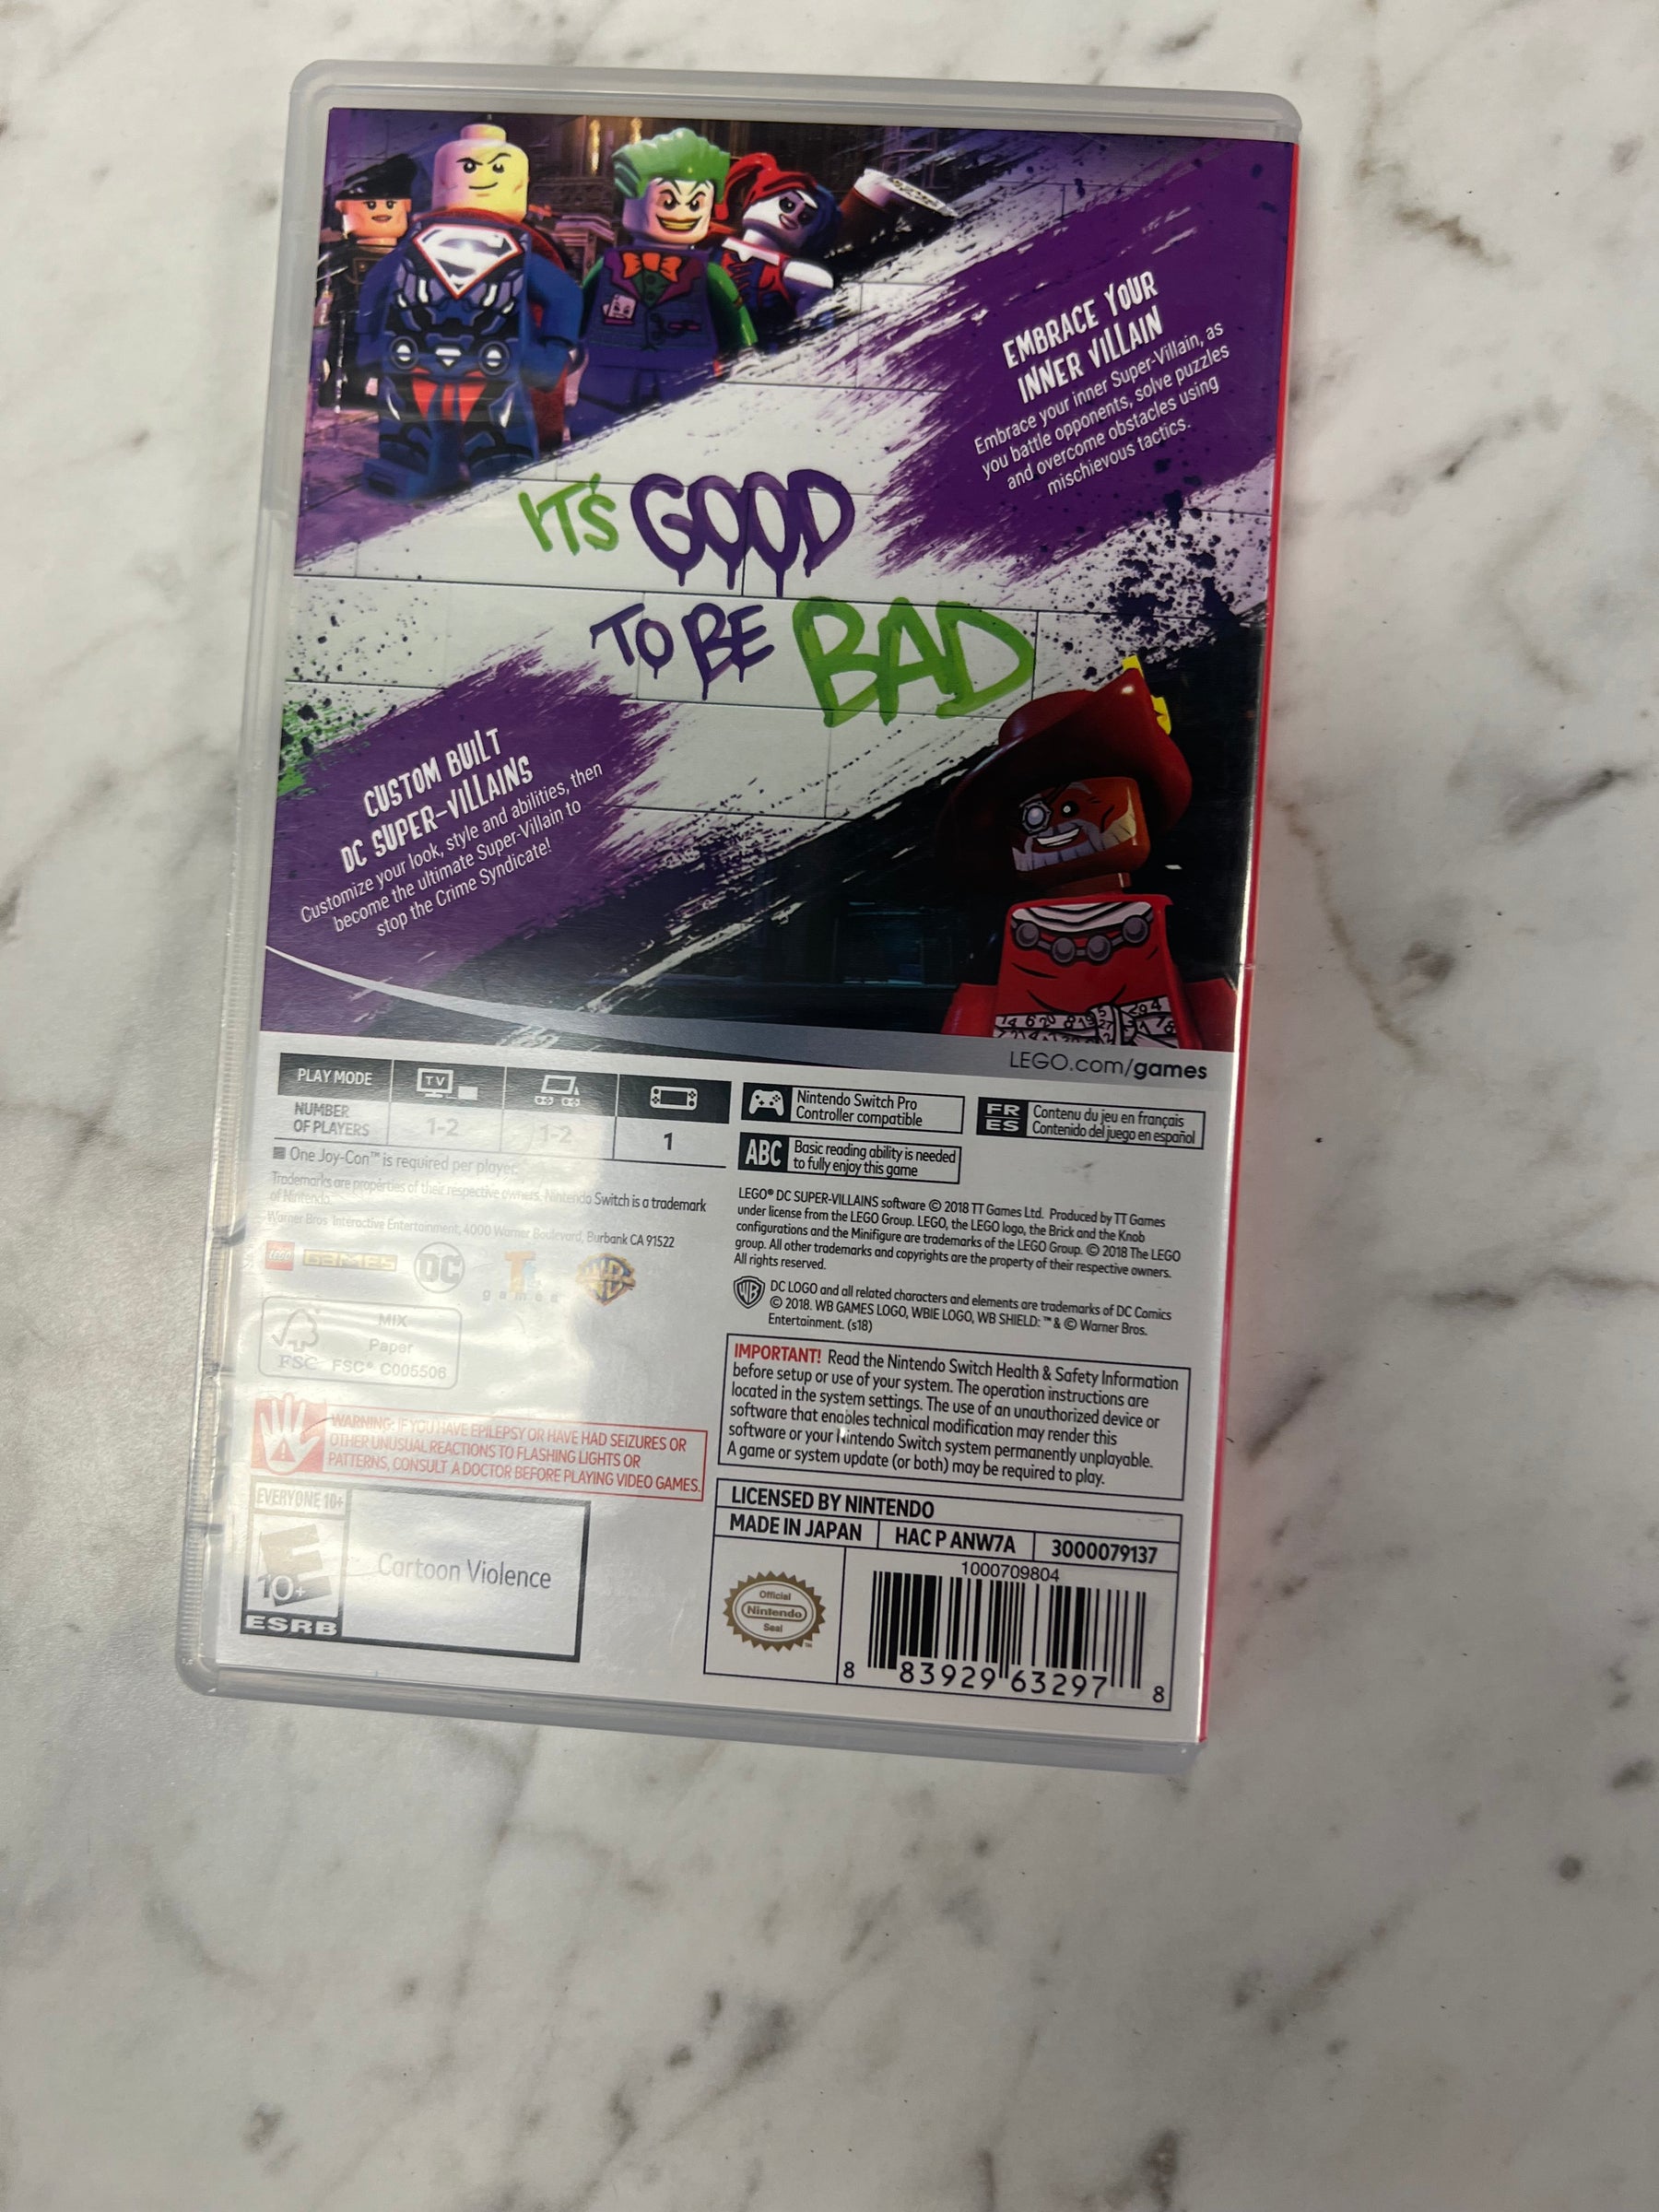 EMBRACE YOUR
INNER VILLAIN
Embrace your inner Super-Villain, as
you battle opponents, solve puzzles
and overcome obstacles using
mischievous tactics.
IT'S GOOD
TO BE BAD
CUSTOM BUILT
DC SUPER-VILLAINS
Customize your look, style and abilities, then
become the ultimate Super-Villain to
stop the Crime Syndicate!
LEGO.com/games
PLAY MODE
TV
NUMBER
OF PLAYERS
1-2
1-2
1
One Joy-Con™ is required per player.
Trademarks are properties of their respective owners. Nintendo Switch is a trademark
of Nintendo.
Warner Bros. Interactive Entertainment, 4000 Warner Boulevard, Burbank CA 91522
LEGO GAMES DC games WB
MIX
Paper
FSC FSC® C005506
WARNING: IF YOU HAVE EPILEPSY OR HAVE HAD SEIZURES OR
OTHER UNUSUAL REACTIONS TO FLASHING LIGHTS OR
PATTERNS, CONSULT A DOCTOR BEFORE PLAYING VIDEO GAMES.
EVERYONE 10+
E
10+
ESRB
Cartoon Violence
Nintendo Switch Pro
Controller compatible
FR
ES
Contenu du jeu en français
Contenido del juego en español
ABC
Basic reading ability is needed
to fully enjoy this game
LEGO® DC SUPER-VILLAINS software © 2018 TT Games Ltd. Produced by TT Games
under license from the LEGO Group. LEGO, the LEGO logo, the Brick and the Knob
configurations and the Minifigure are trademarks of the LEGO Group. © 2018 The LEGO
group. All other trademarks and copyrights are the property of their respective owners.
All rights reserved.
WB
DC LOGO and all related characters and elements are trademarks of DC Comics
© 2018. WB GAMES LOGO, WBIE LOGO, WB SHIELD: ™ & © Warner Bros.
Entertainment. (s18)
IMPORTANT! Read the Nintendo Switch Health & Safety Information
before setup or use of your system. The operation instructions are
located in the system settings. The use of an unauthorized device or
software that enables technical modification may render this
software or your Nintendo Switch system permanently unplayable.
A game or system update (or both) may be required to play.
LICENSED BY NINTENDO
MADE IN JAPAN
HAC P ANW7A
3000079137
1000709804
Official
Nintendo
Seal
8 83929 63297 8